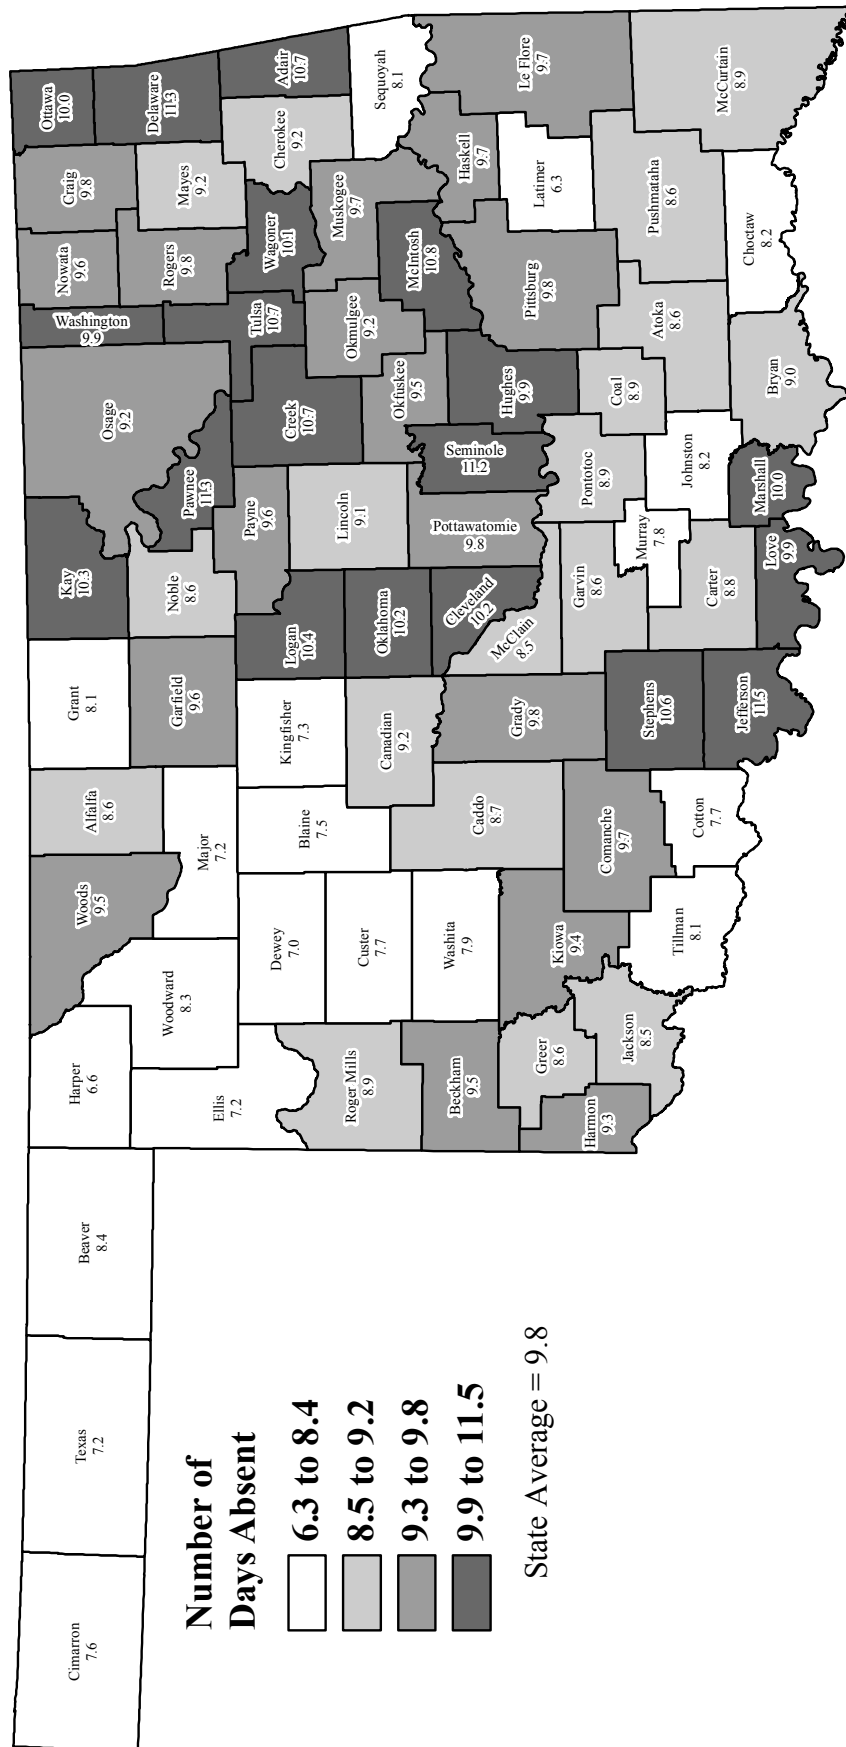 Cimarron
7.6
Texas
7.2
Beaver
8.4
Harper
6.6
Woods
9.5
Alfalfa
8.6
Grant
8.1
Kay
10.3
Osage
9.2
Washington
9.9
Nowata
9.6
Craig
9.8
Ottawa
10.0
Ellis
7.2
Woodward
8.3
Major
7.2
Garfield
9.6
Noble
8.6
Pawnee
11.3
Rogers
9.8
Mayes
9.2
Delaware
11.3
Roger Mills
8.9
Dewey
7.0
Blaine
7.5
Kingfisher
7.3
Logan
10.4
Payne
9.6
Creek
10.7
Tulsa
10.7
Wagoner
10.1
Cherokee
9.2
Adair
10.7
Custer
7.7
Canadian
9.2
Oklahoma
10.2
Lincoln
9.1
Okfuskee
9.5
Okmulgee
9.2
Muskogee
9.7
Sequoyah
8.1
Beckham
9.5
Washita
7.9
Caddo
8.7
Grady
9.8
Cleveland
10.2
McClain
8.5
Pottawatomie
9.8
Seminole
11.2
Hughes
9.9
McIntosh
10.8
Haskell
9.7
Le Flore
9.7
Harmon
9.3
Greer
8.6
Kiowa
9.4
Comanche
9.7
Garvin
8.6
Pontotoc
8.9
Coal
8.9
Pittsburg
9.8
Latimer
6.3
Jackson
8.5
Tillman
8.1
Cotton
7.7
Stephens
10.6
Murray
7.8
Carter
8.8
Johnston
8.2
Atoka
8.6
Pushmataha
8.6
McCurtain
8.9
Jefferson
11.5
Love
9.9
Marshall
10.0
Bryan
9.0
Choctaw
8.2
Number of
Days Absent
6.3 to 8.4
8.5 to 9.2
9.3 to 9.8
9.9 to 11.5
State Average = 9.8